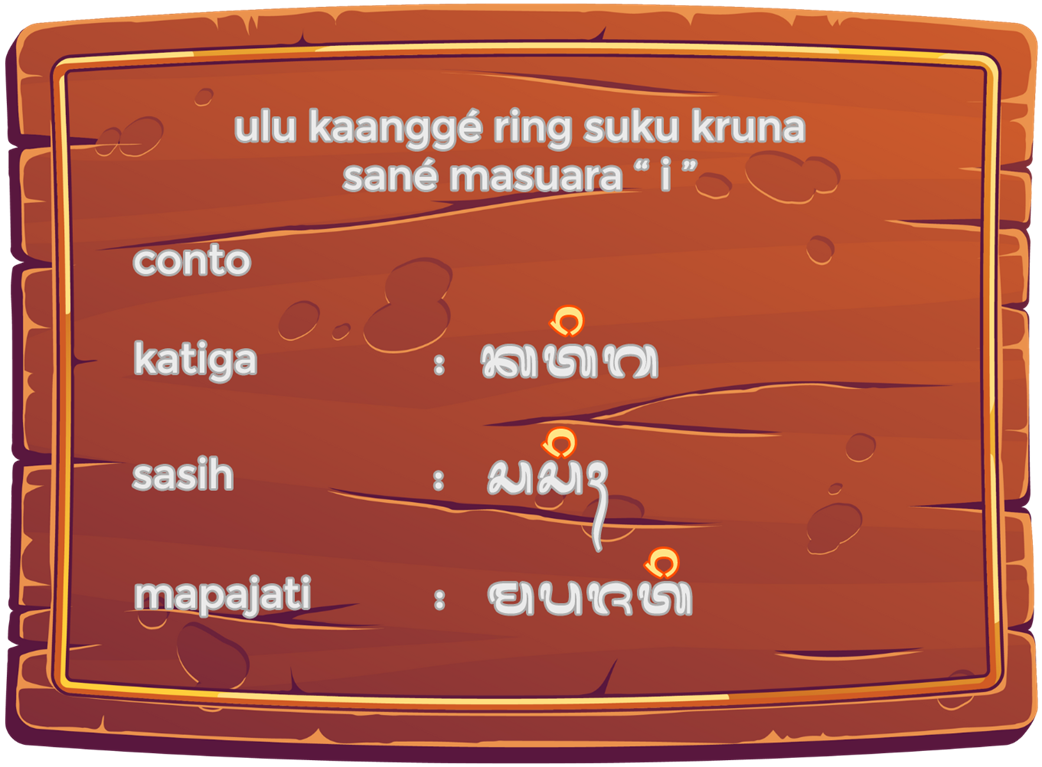 ulu kaanggé ring suku kruna
sané masuara “ i ”
conto
katiga : ᬓᬢᬶᬕ
sasih : ᬲᬲᬶᬄ
mapajati : ᬫᬧᬚᬢᬶ